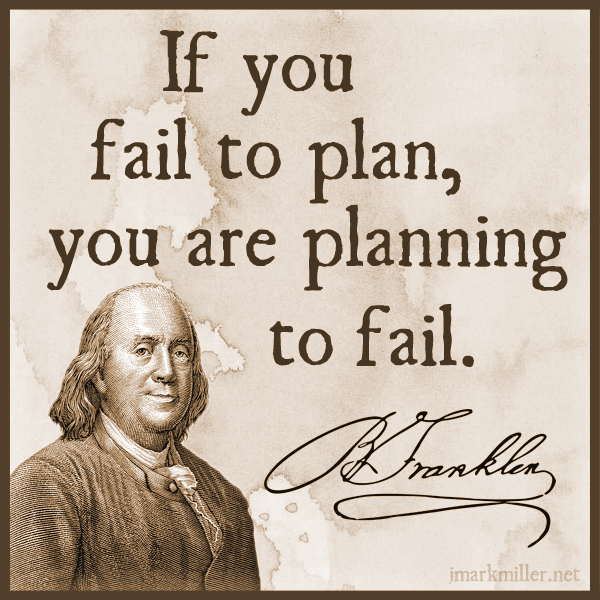 If you
fail to plan,
you are planning
to fail.
B Franklin
jmarkmiller.net